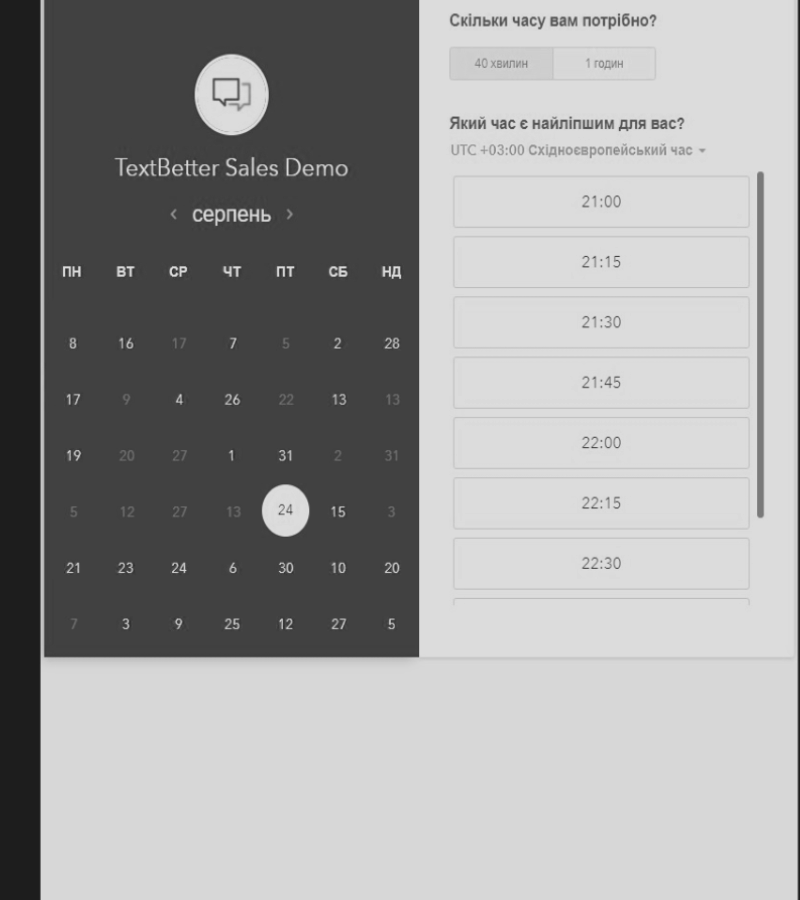 TextBetter Sales Demo
‹ серпень ›
ПН ВТ СР ЧТ ПТ СБ НД
8 16 17 7 5 2 28
17 9 4 26 22 13 13
19 20 27 1 31 2 31
5 12 27 13 24 15 3
21 23 24 6 30 10 20
7 3 9 25 12 27 5
Скільки часу вам потрібно?
40 хвилин 1 годин
Який час є найліпшим для вас?
UTC +03:00 Східноєвропейський час
21:00
21:15
21:30
21:45
22:00
22:15
22:30